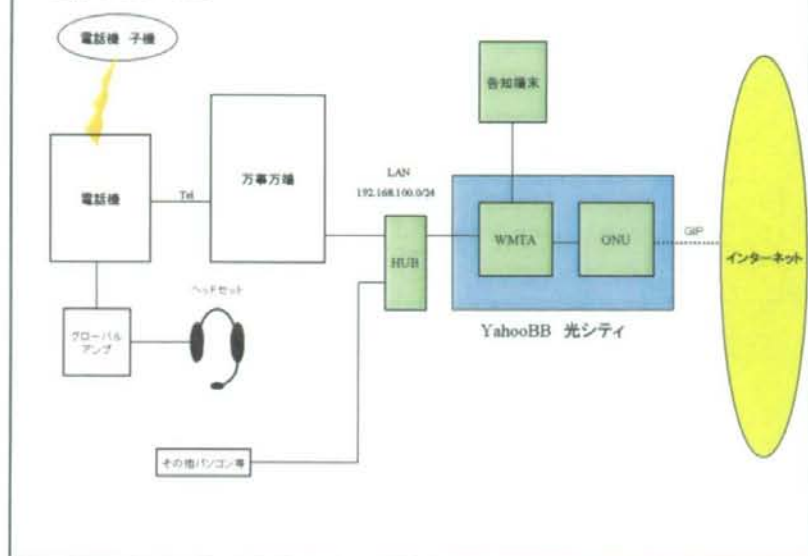 電話機 子機
告知端末
万事万端
LAN
192.168.100.0/24
電話機
Tel
WMTA
ONU
GIP
HUB
インターネット
YahooBB 光シティ
ヘッドセット
グローバル
アンプ
その他パソコン等